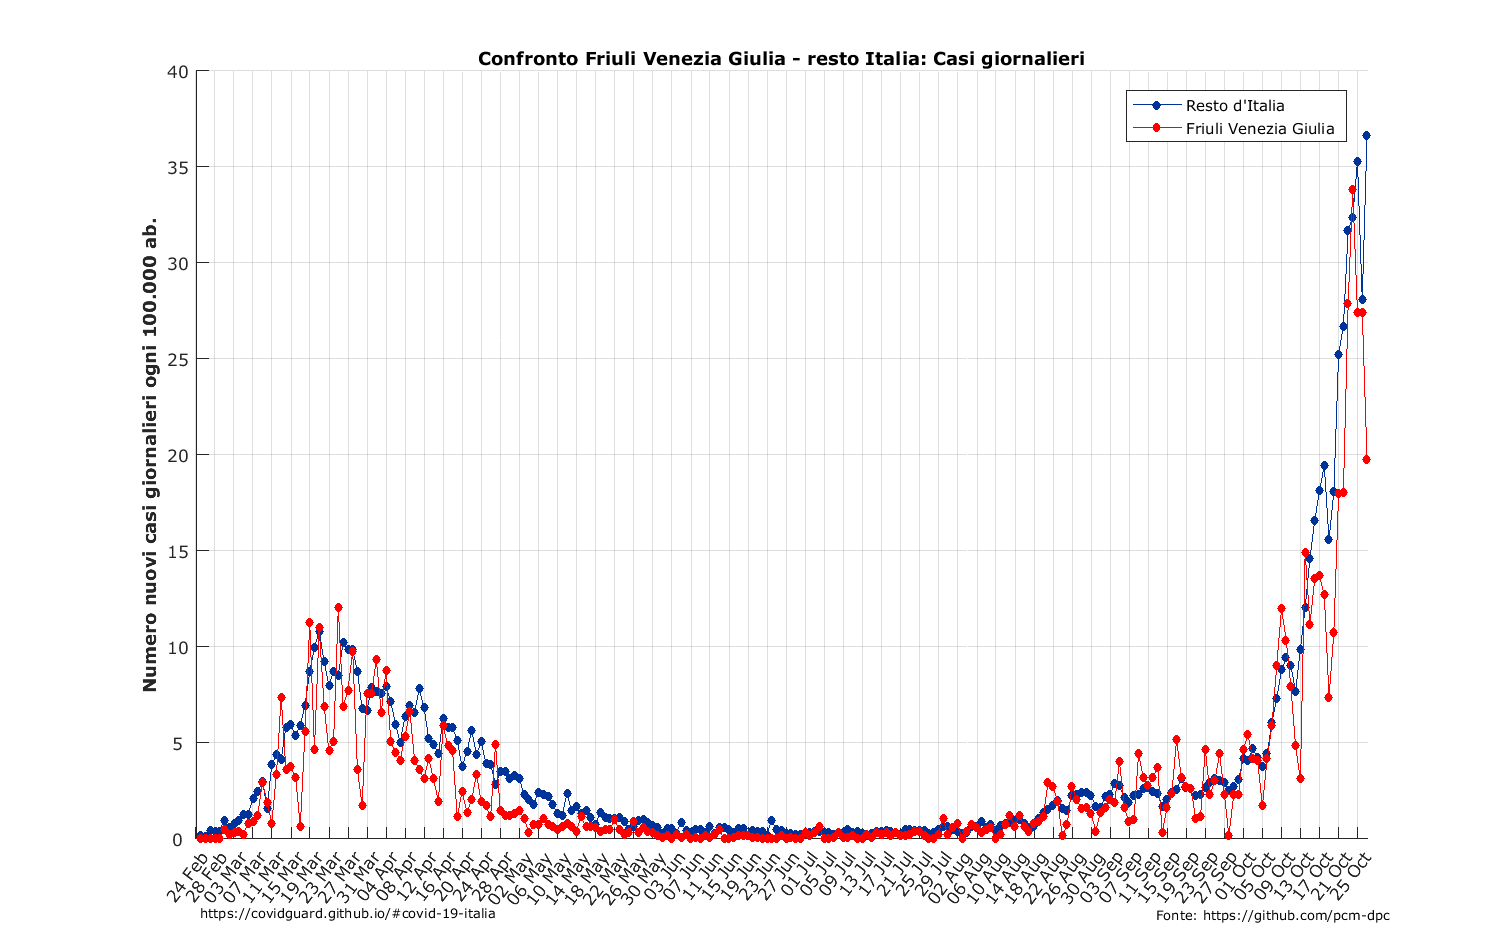 Confronto Friuli Venezia Giulia - resto Italia: Casi giornalieri
Resto d'Italia
Friuli Venezia Giulia
Numero nuovi casi giornalieri ogni 100.000 ab.
40
35
30
25
20
15
10
5
0
24 Feb
28 Feb
03 Mar
07 Mar
11 Mar
15 Mar
19 Mar
23 Mar
27 Mar
31 Mar
04 Apr
08 Apr
12 Apr
16 Apr
20 Apr
24 Apr
28 Apr
02 May
06 May
10 May
14 May
18 May
22 May
26 May
30 May
03 Jun
07 Jun
11 Jun
15 Jun
19 Jun
23 Jun
27 Jun
01 Jul
05 Jul
09 Jul
13 Jul
17 Jul
21 Jul
25 Jul
29 Jul
02 Aug
06 Aug
10 Aug
14 Aug
18 Aug
22 Aug
26 Aug
30 Aug
03 Sep
07 Sep
11 Sep
15 Sep
19 Sep
23 Sep
27 Sep
01 Oct
05 Oct
09 Oct
13 Oct
17 Oct
21 Oct
25 Oct
https://covidguard.github.io/#covid-19-italia
Fonte: https://github.com/pcm-dpc